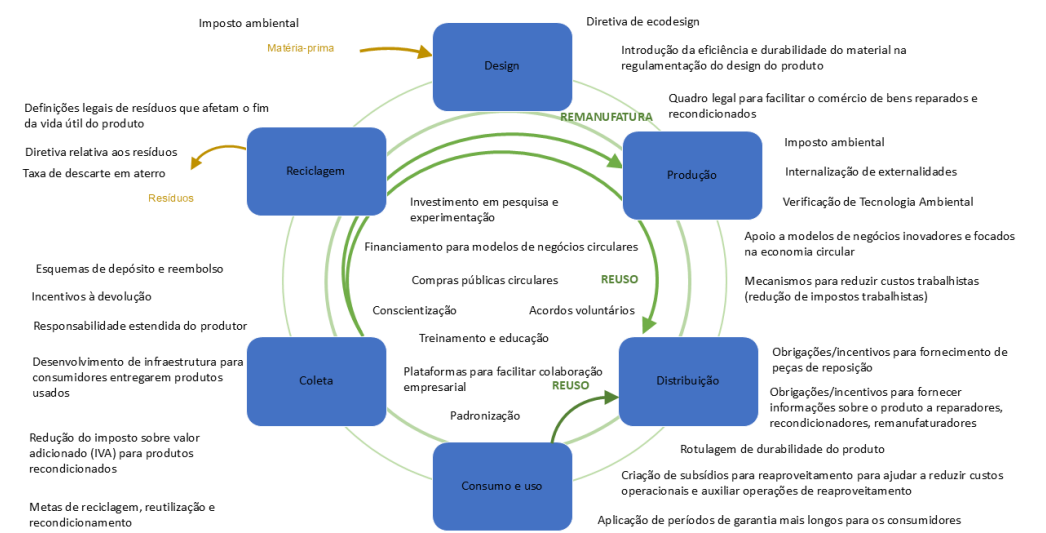 Imposto ambiental
Matéria-prima
Design
Diretiva de ecodesign
Introdução da eficiência e durabilidade do material na
regulamentação do design do produto
REMANUFATURA
Quadro legal para facilitar o comércio de bens reparados e
recondicionados
Definições legais de resíduos que afetam o fim
da vida útil do produto
Diretiva relativa aos resíduos
Taxa de descarte em aterro
Resíduos
Reciclagem
Produção
Imposto ambiental
Internalização de externalidades
Verificação de Tecnologia Ambiental
Apoio a modelos de negócios inovadores e focados
na economia circular
Mecanismos para reduzir custos trabalhistas
(redução de impostos trabalhistas)
Investimento em pesquisa e
experimentação
Financiamento para modelos de negócios circulares
Compras públicas circulares
REUSO
Conscientização
Acordos voluntários
Treinamento e educação
Plataformas para facilitar colaboração
empresarial
REUSO
Padronização
Esquemas de depósito e reembolso
Incentivos à devolução
Responsabilidade estendida do produtor
Desenvolvimento de infraestrutura para
consumidores entregarem produtos
usados
Coleta
Distribuição
Obrigações/incentivos para fornecimento de
peças de reposição
Obrigações/incentivos para fornecer
informações sobre o produto a reparadores,
recondicionadores, remanufaturadores
Redução do imposto sobre valor
adicionado (IVA) para produtos
recondicionados
Metas de reciclagem, reutilização e
recondicionamento
Consumo e uso
Rotulagem de durabilidade do produto
Criação de subsídios para reaproveitamento para ajudar a reduzir custos
operacionais e auxiliar operações de reaproveitamento
Aplicação de períodos de garantia mais longos para os consumidores